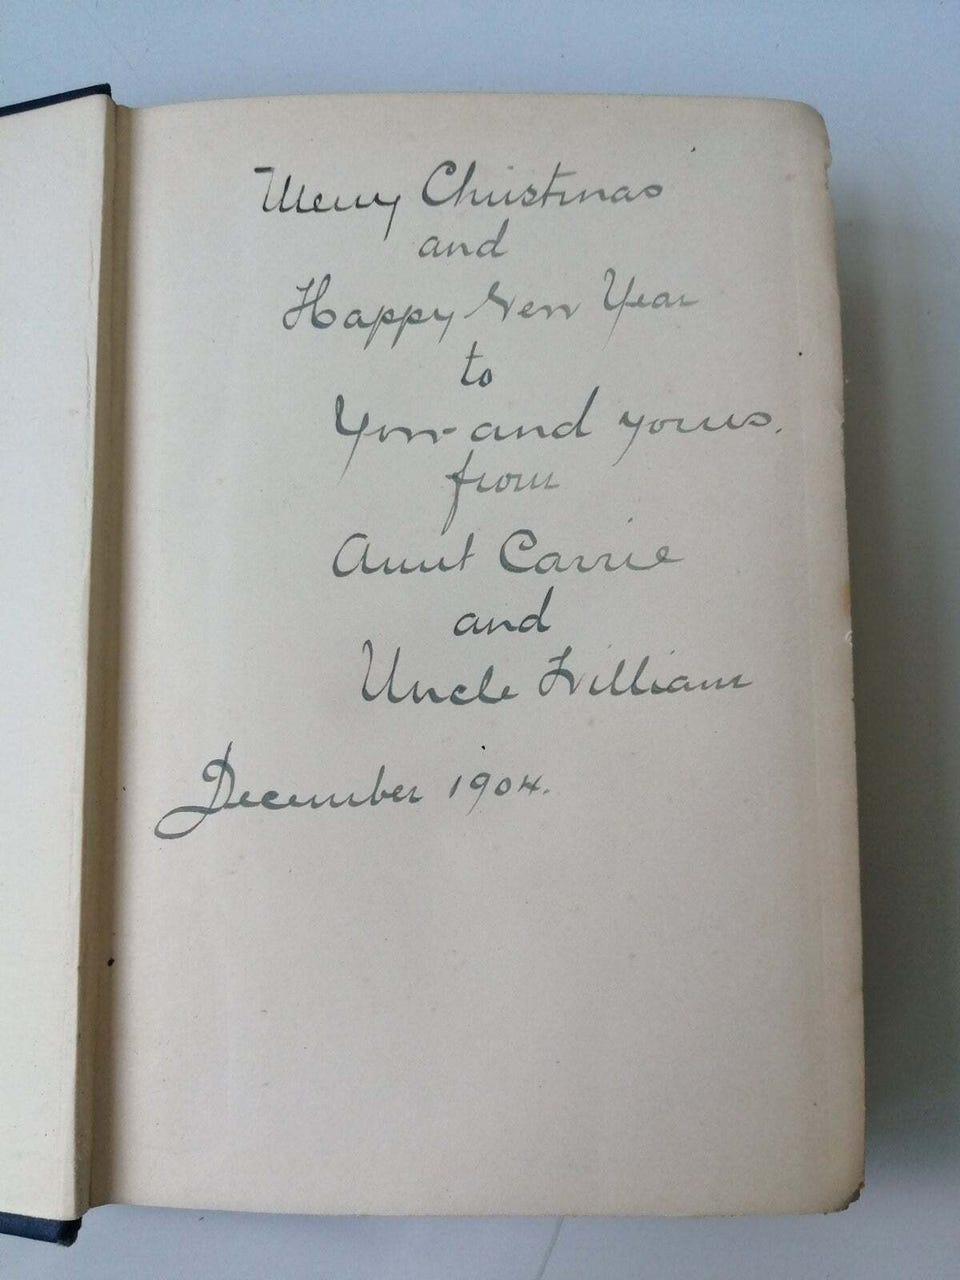 Merry Christmas
and
Happy New Year
to
You and yours.
from
Aunt Carrie
and
Uncle William
December 1904.